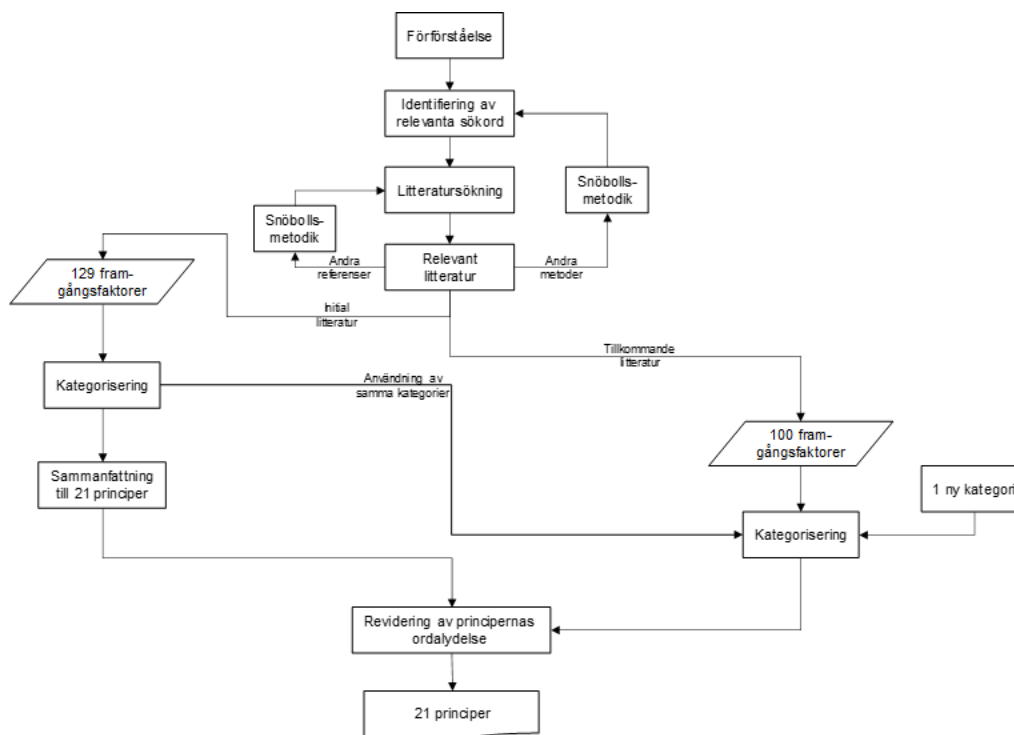 Förförståelse
Identifiering av
relevanta sökord
Litteratursökning
Snöbolls-
metodik
Snöbolls-
metodik
Relevant
litteratur
Andra
referenser
Andra
metoder
129 fram-
gångsfaktorer
Initial
litteratur
Tillkommande
litteratur
Kategorisering
Användning av
samma kategorier
100 fram-
gångsfaktorer
Sammanfattning
till 21 principer
1 ny kategori
Kategorisering
Revidering av principernas
ordalydelse
21 principer